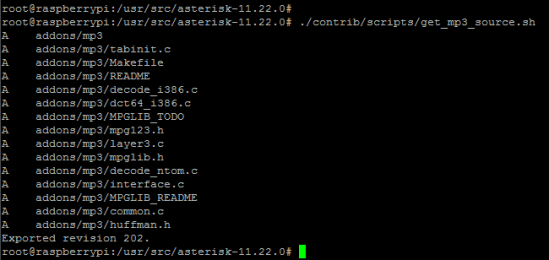 root@raspberrypi:/usr/src/asterisk-11.22.0#
root@raspberrypi:/usr/src/asterisk-11.22.0# ./contrib/scripts/get_mp3_source.sh
A    addons/mp3
A    addons/mp3/tabinit.c
A    addons/mp3/Makefile
A    addons/mp3/README
A    addons/mp3/decode_i386.c
A    addons/mp3/dct64_i386.c
A    addons/mp3/MPGLIB_TODO
A    addons/mp3/mpg123.h
A    addons/mp3/layer3.c
A    addons/mp3/mpglib.h
A    addons/mp3/decode_ntom.c
A    addons/mp3/interface.c
A    addons/mp3/MPGLIB_README
A    addons/mp3/common.c
A    addons/mp3/huffman.h
Exported revision 202.
root@raspberrypi:/usr/src/asterisk-11.22.0#